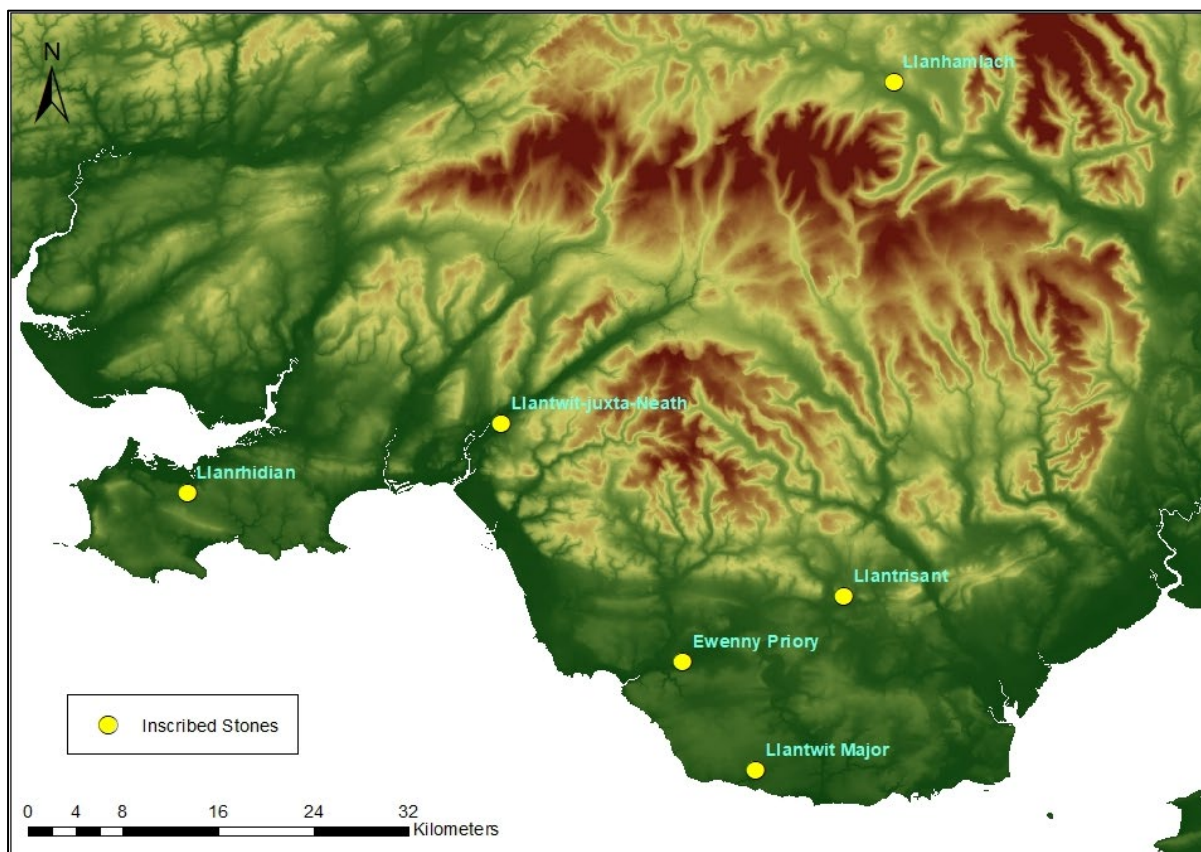 N
Llanhamlach
Llantwit-juxta-Neath
Llanrhidian
Llantrisant
Ewenny Priory
Llantwit Major
Inscribed Stones
0 4 8 16 24 32
Kilometers